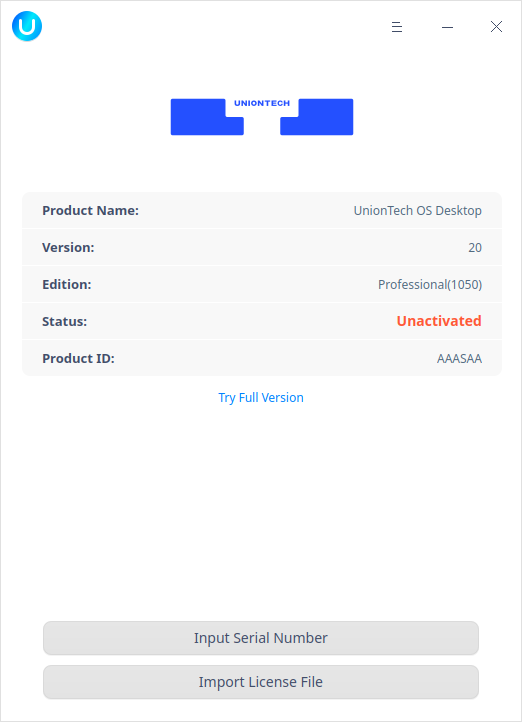 UNIONTECH
Product Name: UnionTech OS Desktop
Version: 20
Edition: Professional(1050)
Status: Unactivated
Product ID: AAASAA
Try Full Version
Input Serial Number
Import License File